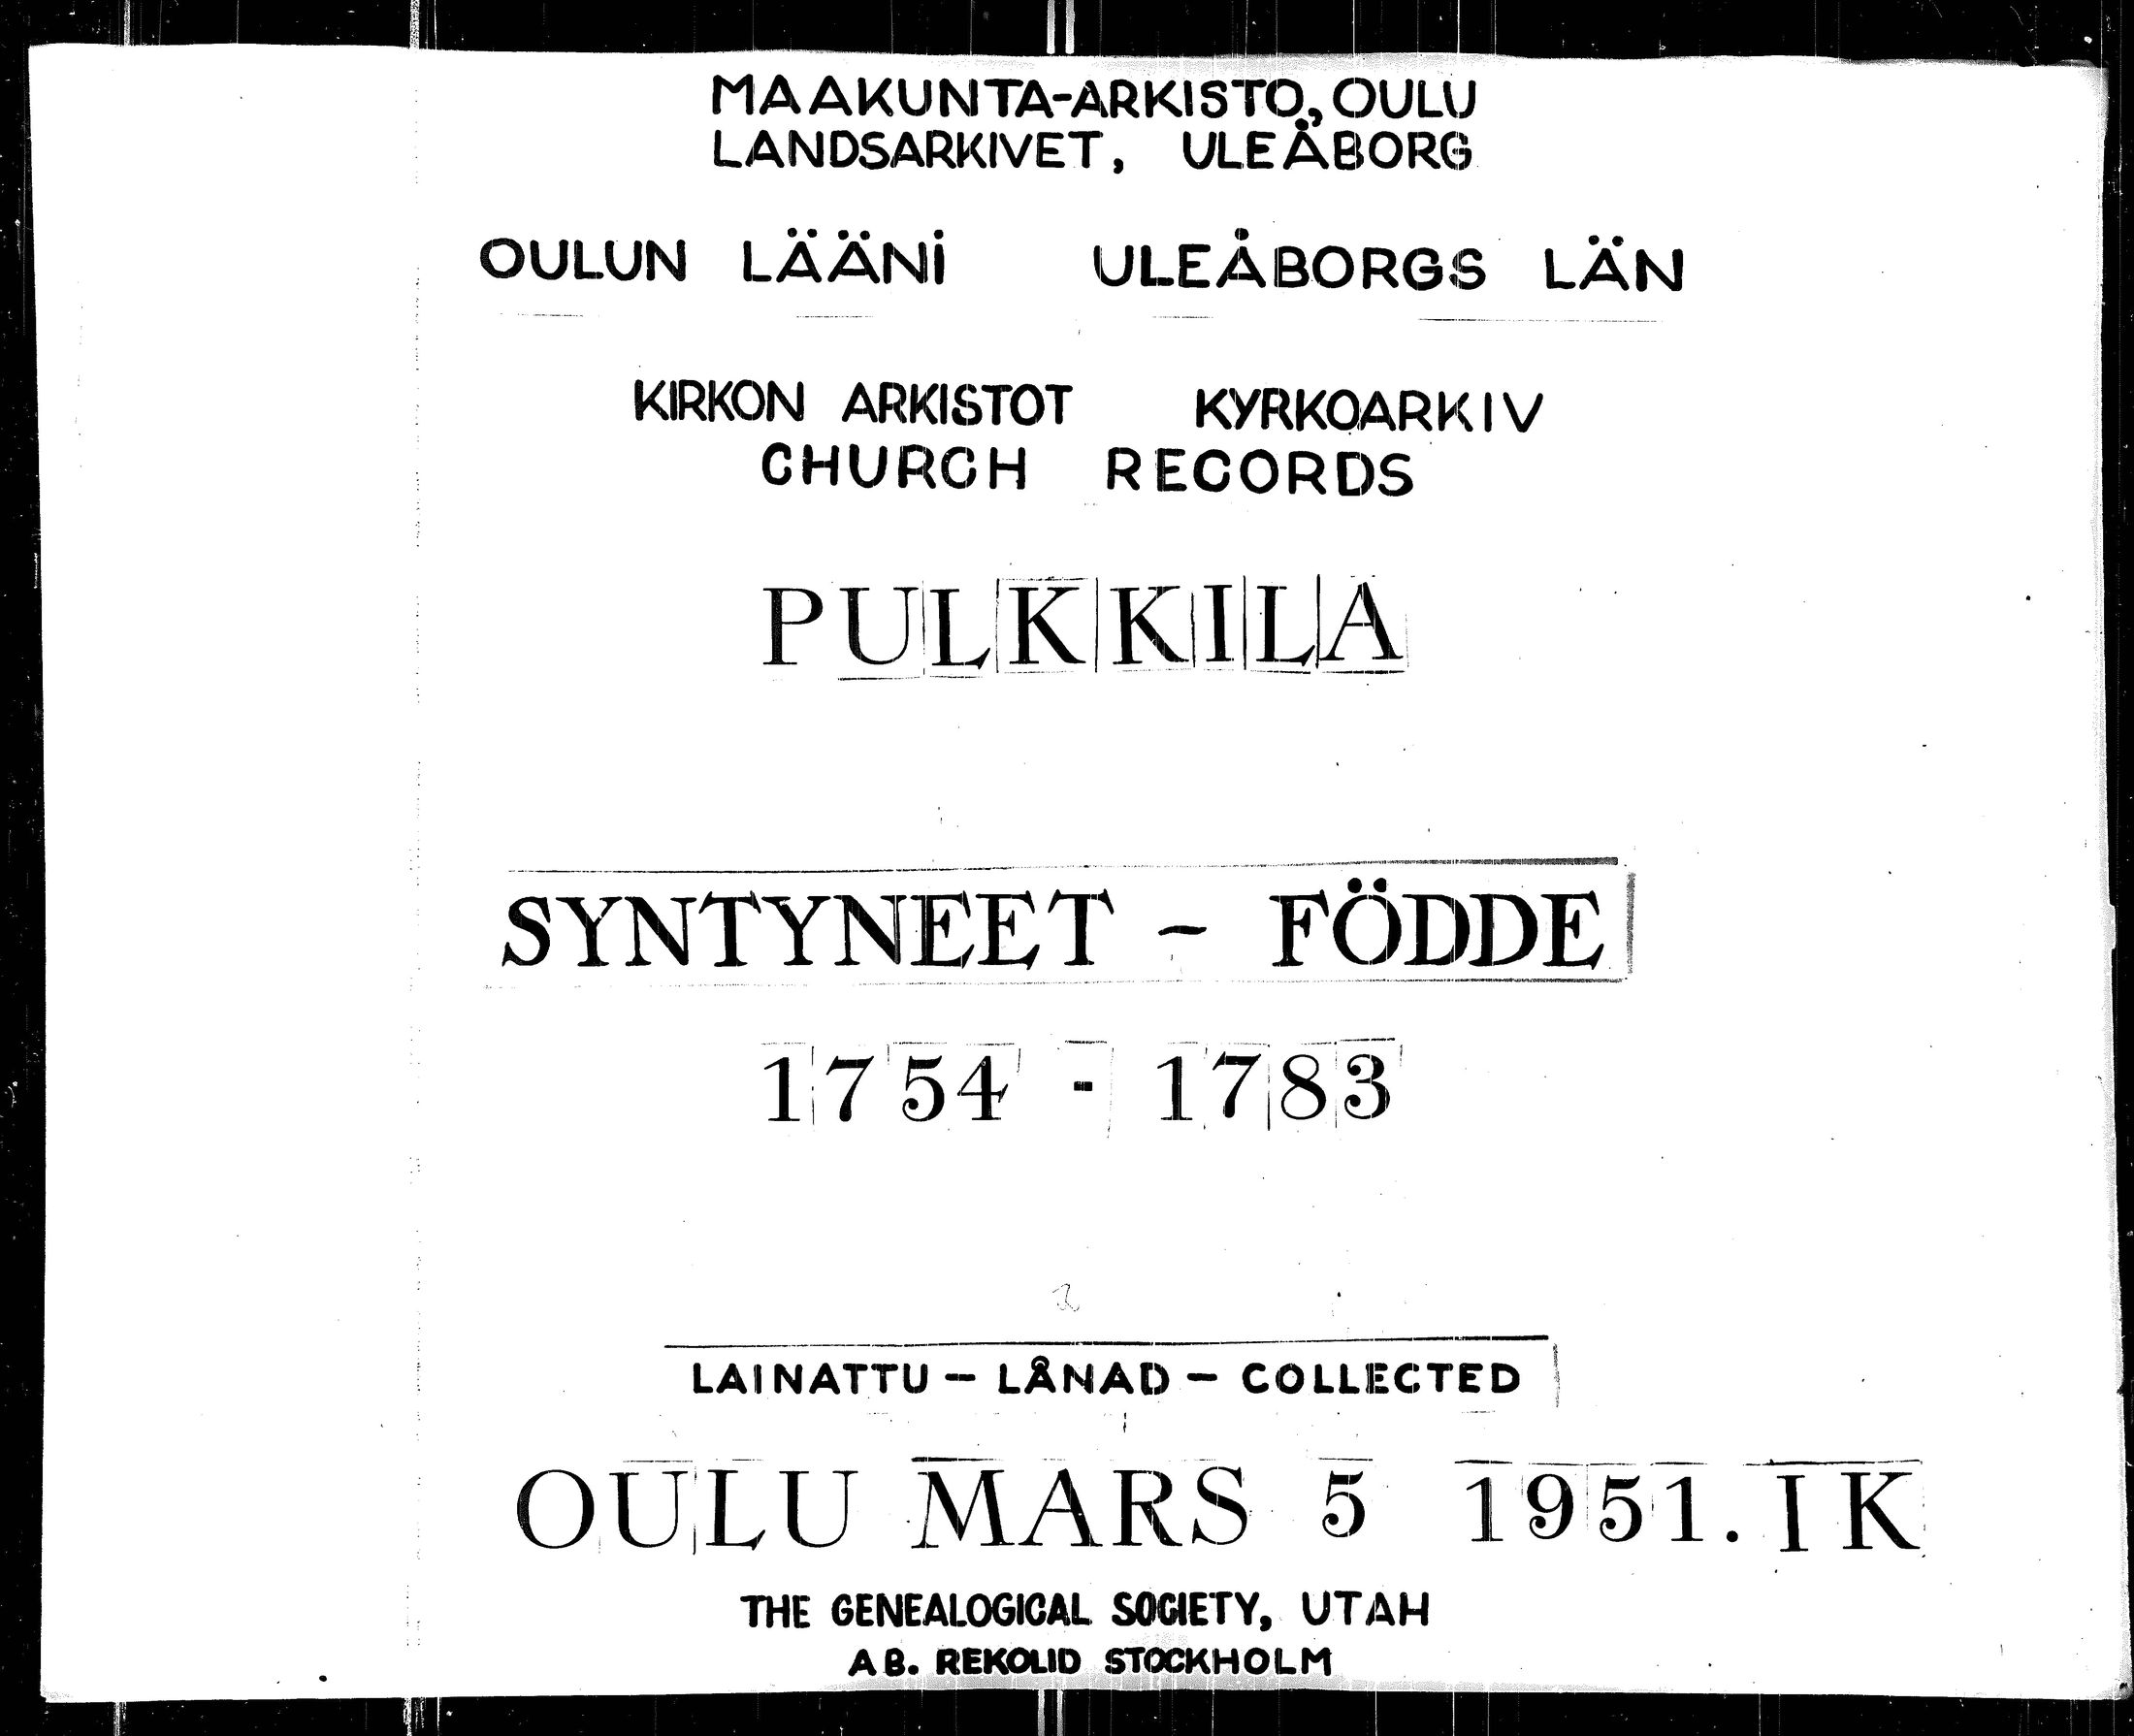 MAAKUNTA-ARKISTO, OULU
LANDSARKIVET, ULEÅBORG
OULUN LÄÄNI ULEÅBORGS LÄN
KIRKON ARKISTOT KYRKOARKIV
CHURCH RECORDS
PULKKILA
SYNTYNEET - FÖDDE
1754 - 1783
LAINATTU - LÅNAD - COLLECTED
OULU MARS 5 1951. IK
THE GENEALOGICAL SOCIETY, UTAH
AB. REKOLID STOCKHOLM